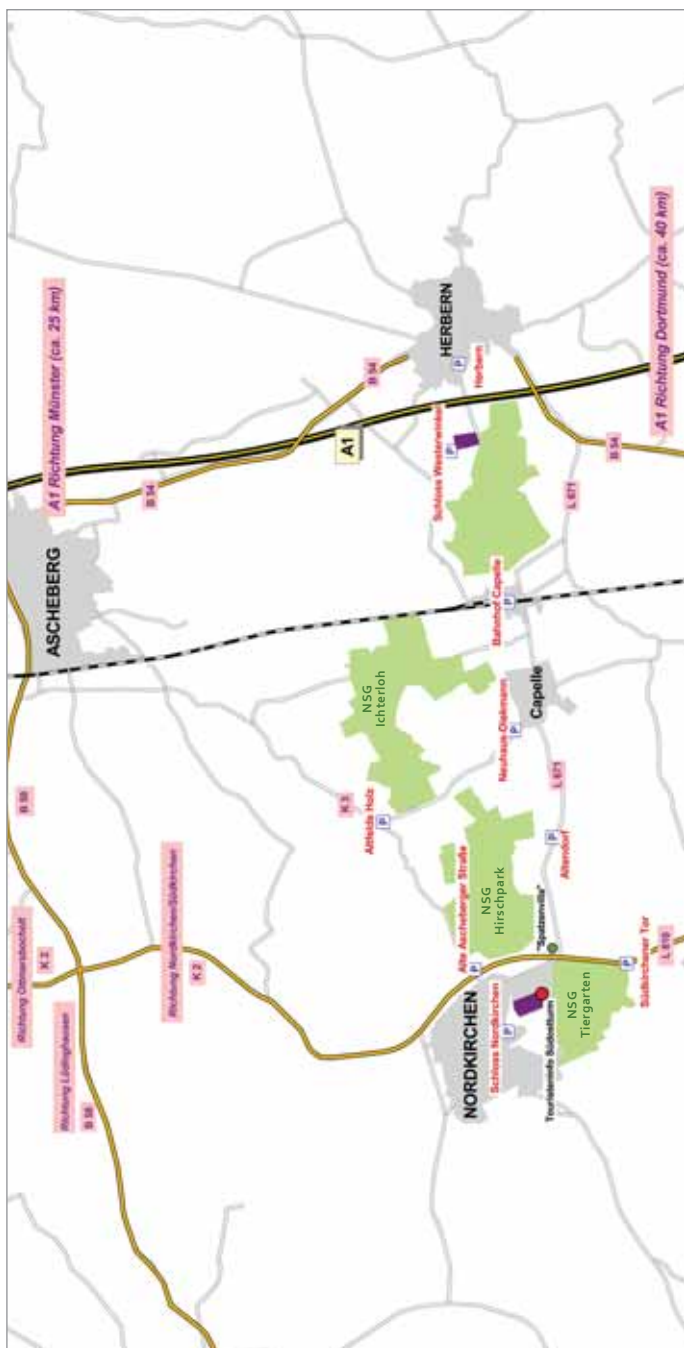 Richtung Ottmarsbocholt
K 2
B 58
ASCHEBERG
A1 Richtung Münster (ca. 25 km)
Richtung Lüdinghausen
B 58
B 54
Richtung Nordkirchen/Südkirchen
K 2
B 54
A1
K 3
NSG
Ichterloh
Altfelds Holz
P
HERBERN
P
Herbern
Schloss Westerwinkel
P
Alte Ascheberger Straße
P
NSG
Hirschpark
NORDKIRCHEN
Schloss Nordkirchen
P
Neuhaus-Diekmann
P
Bahnhof Capelle
P
Capelle
Touristeninfo Südostturm
"Spatzenvilla"
Altendorf
P
L 671
L 671
B 54
NSG
Tiergarten
Südkirchener Tor
P
L 810
A1 Richtung Dortmund (ca. 40 km)